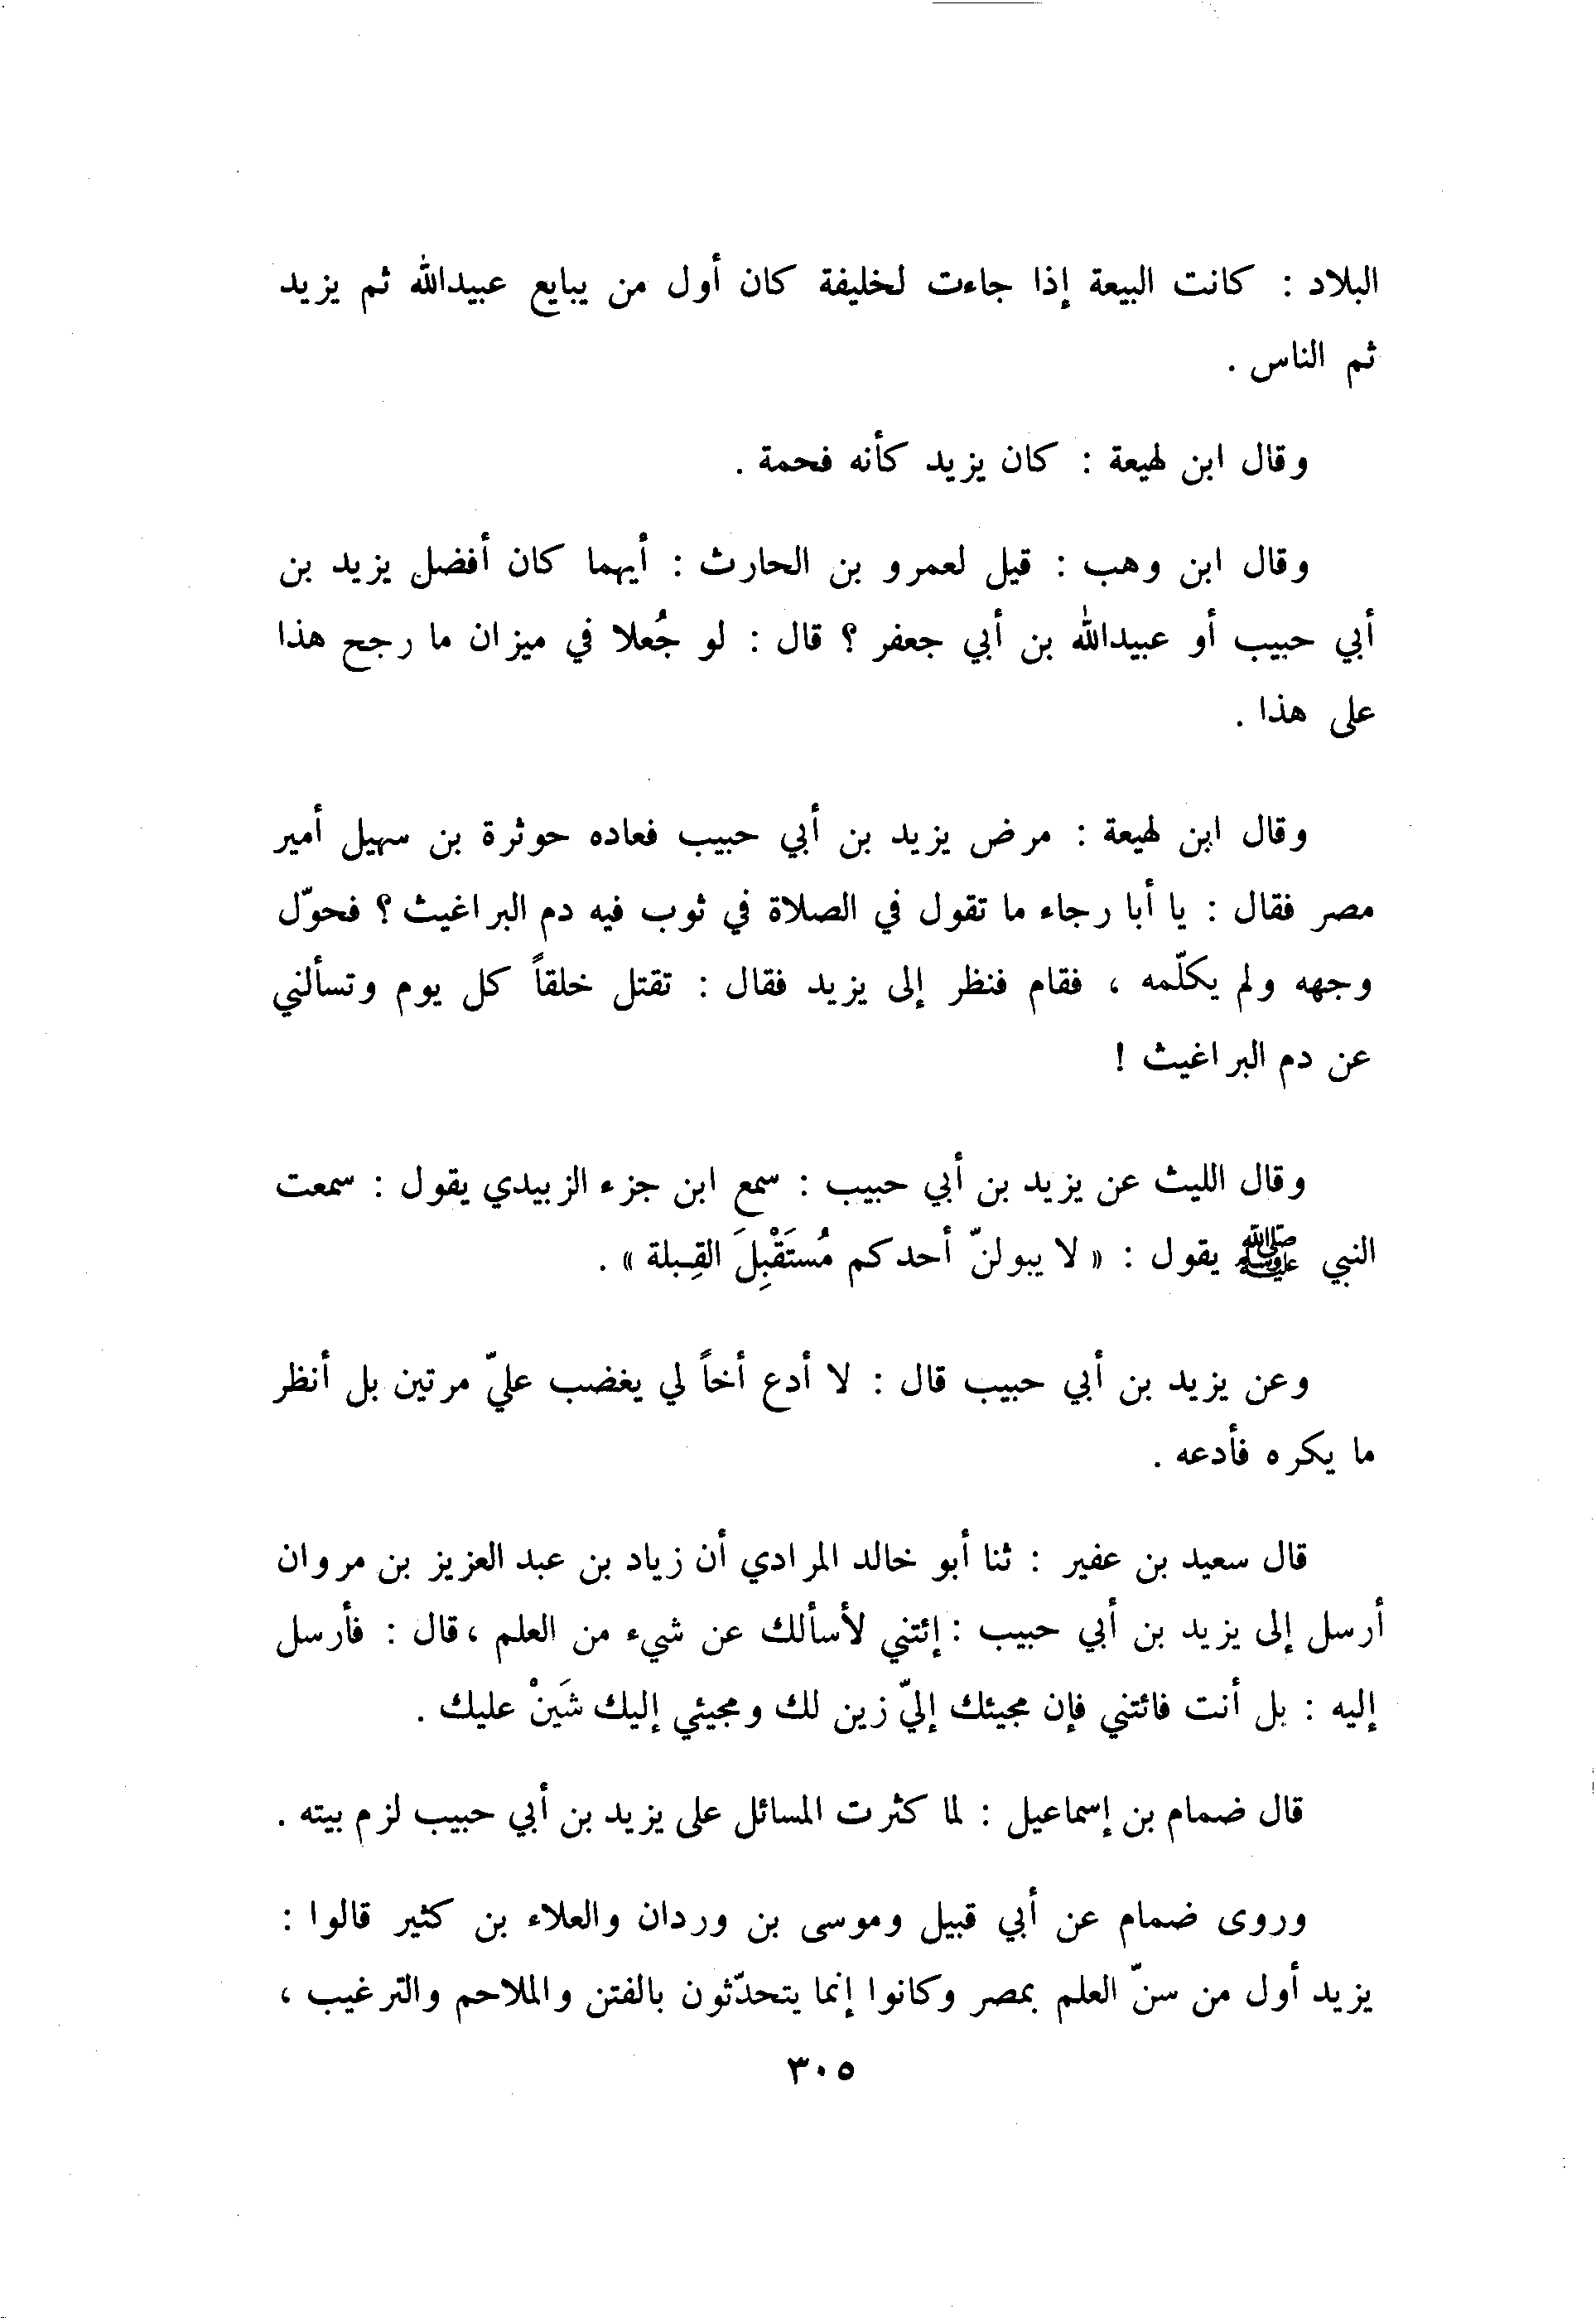 البلاد : كانت البيعة إذا جاءت لخليفة كان أول من يبايع عبيدالله ثم يزيد
ثم الناس .
وقال ابن لهيعة : كان يزيد كأنه فحمة .
وقال ابن وهب : قيل لعمرو بن الحارث : أيهما كان أفضل يزيد بن
أبي حبيب أو عبيدالله بن أبي جعفر ؟ قال : لو جُعلا في ميزان ما رجح هذا
على هذا .
وقال ابن لهيعة : مرض يزيد بن أبي حبيب فعاده حوثرة بن سهيل أمير
مصر فقال : يا أبا رجاء ما تقول في الصلاة في ثوب فيه دم البراغيث ؟ فحوّل
وجهه ولم يكلّمه ، فقام فنظر إلى يزيد فقال : تقتل خلقاً كل يوم وتسألني
عن دم البراغيث !
وقال الليث عن يزيد بن أبي حبيب : سمع ابن جزء الزبيدي يقول : سمعت
النبي ﷺ يقول : « لا يبولنّ أحدكم مُستَقْبِلَ القِبلة » .
وعن يزيد بن أبي حبيب قال : لا أدع أخاً لي يغضب عليّ مرتين بل أنظر
ما يكره فأدعه .
قال سعيد بن عفير : ثنا أبو خالد المرادي أن زياد بن عبد العزيز بن مروان
أرسل إلى يزيد بن أبي حبيب : إئتني لأسألك عن شيء من العلم ، قال : فأرسل
إليه : بل أنت فائتني فإن مجيئك إليّ زين لك ومجيئي إليك شَينْ عليك .
قال ضمام بن إسماعيل : لما كثرت المسائل على يزيد بن أبي حبيب لزم بيته .
وروى ضمام عن أبي قبيل وموسى بن وردان والعلاء بن كثير قالوا :
يزيد أول من سنّ العلم بمصر وكانوا إنما يتحدّثون بالفتن والملاحم والترغيب ،
٣٠٥